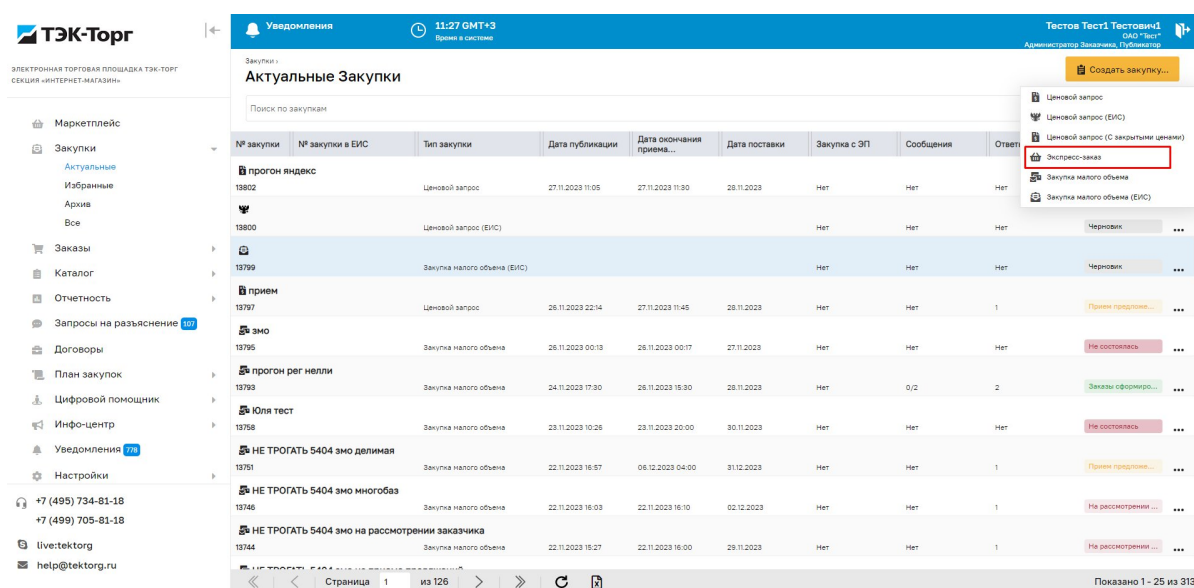 ТЭК-Торг
ЭЛЕКТРОННАЯ ТОРГОВАЯ ПЛОЩАДКА ТЭК-ТОРГ
СЕКЦИЯ «ИНТЕРНЕТ-МАГАЗИН»
Маркетплейс
Закупки
Актуальные
Избранные
Архив
Все
Заказы
Каталог
Отчетность
Запросы на разъяснение 107
Договоры
План закупок
Цифровой помощник
Инфо-центр
Уведомления 778
Настройки
+7 (495) 734-81-18
+7 (499) 705-81-18
live:tektorg
help@tektorg.ru
Уведомления
11:27 GMT+3
Время в системе
Тестов Тест1 Тестович1
ОАО "Тест"
Администратор Заказчика, Публикатор
Закупки ›
Актуальные Закупки
Создать закупку...
Поиск по закупкам
Ценовой запрос
Ценовой запрос (ЕИС)
Ценовой запрос (С закрытыми ценами)
Экспресс-заказ
Закупка малого объема
Закупка малого объема (ЕИС)
№ закупки № закупки в ЕИС Тип закупки Дата публикации Дата окончания приема... Дата поставки Закупка с ЭП Сообщения
прогон яндекс
13802 Ценовой запрос 27.11.2023 11:05 27.11.2023 11:30 28.11.2023 Нет Нет Нет
13800 Ценовой запрос (ЕИС) Нет Нет Нет Черновик
13799 Закупка малого объема (ЕИС) Нет Нет Нет Черновик
прием
13797 Ценовой запрос 26.11.2023 22:14 27.11.2023 11:45 28.11.2023 Нет Нет 1 Прием предложе...
змо
13795 Закупка малого объема 26.11.2023 00:13 26.11.2023 00:17 27.11.2023 Нет Нет Нет Не состоялась
прогон рег нелли
13793 Закупка малого объема 24.11.2023 17:30 26.11.2023 15:30 28.11.2023 Нет 0/2 2 Заказы сформиро...
Юля тест
13758 Закупка малого объема 23.11.2023 10:26 23.11.2023 20:00 30.11.2023 Нет Нет Нет Не состоялась
НЕ ТРОГАТЬ 5404 змо делимая
13751 Закупка малого объема 22.11.2023 16:57 06.12.2023 04:00 31.12.2023 Нет Нет 1 Прием предложе...
НЕ ТРОГАТЬ 5404 змо многобаз
13746 Закупка малого объема 22.11.2023 16:03 22.11.2023 16:10 02.12.2023 Нет Нет 1 На рассмотрении ...
НЕ ТРОГАТЬ 5404 змо на рассмотрении заказчика
13744 Закупка малого объема 22.11.2023 15:27 22.11.2023 16:00 29.11.2023 Нет Нет 1 На рассмотрении ...
Страница 1 из 126
Показано 1 - 25 из 313